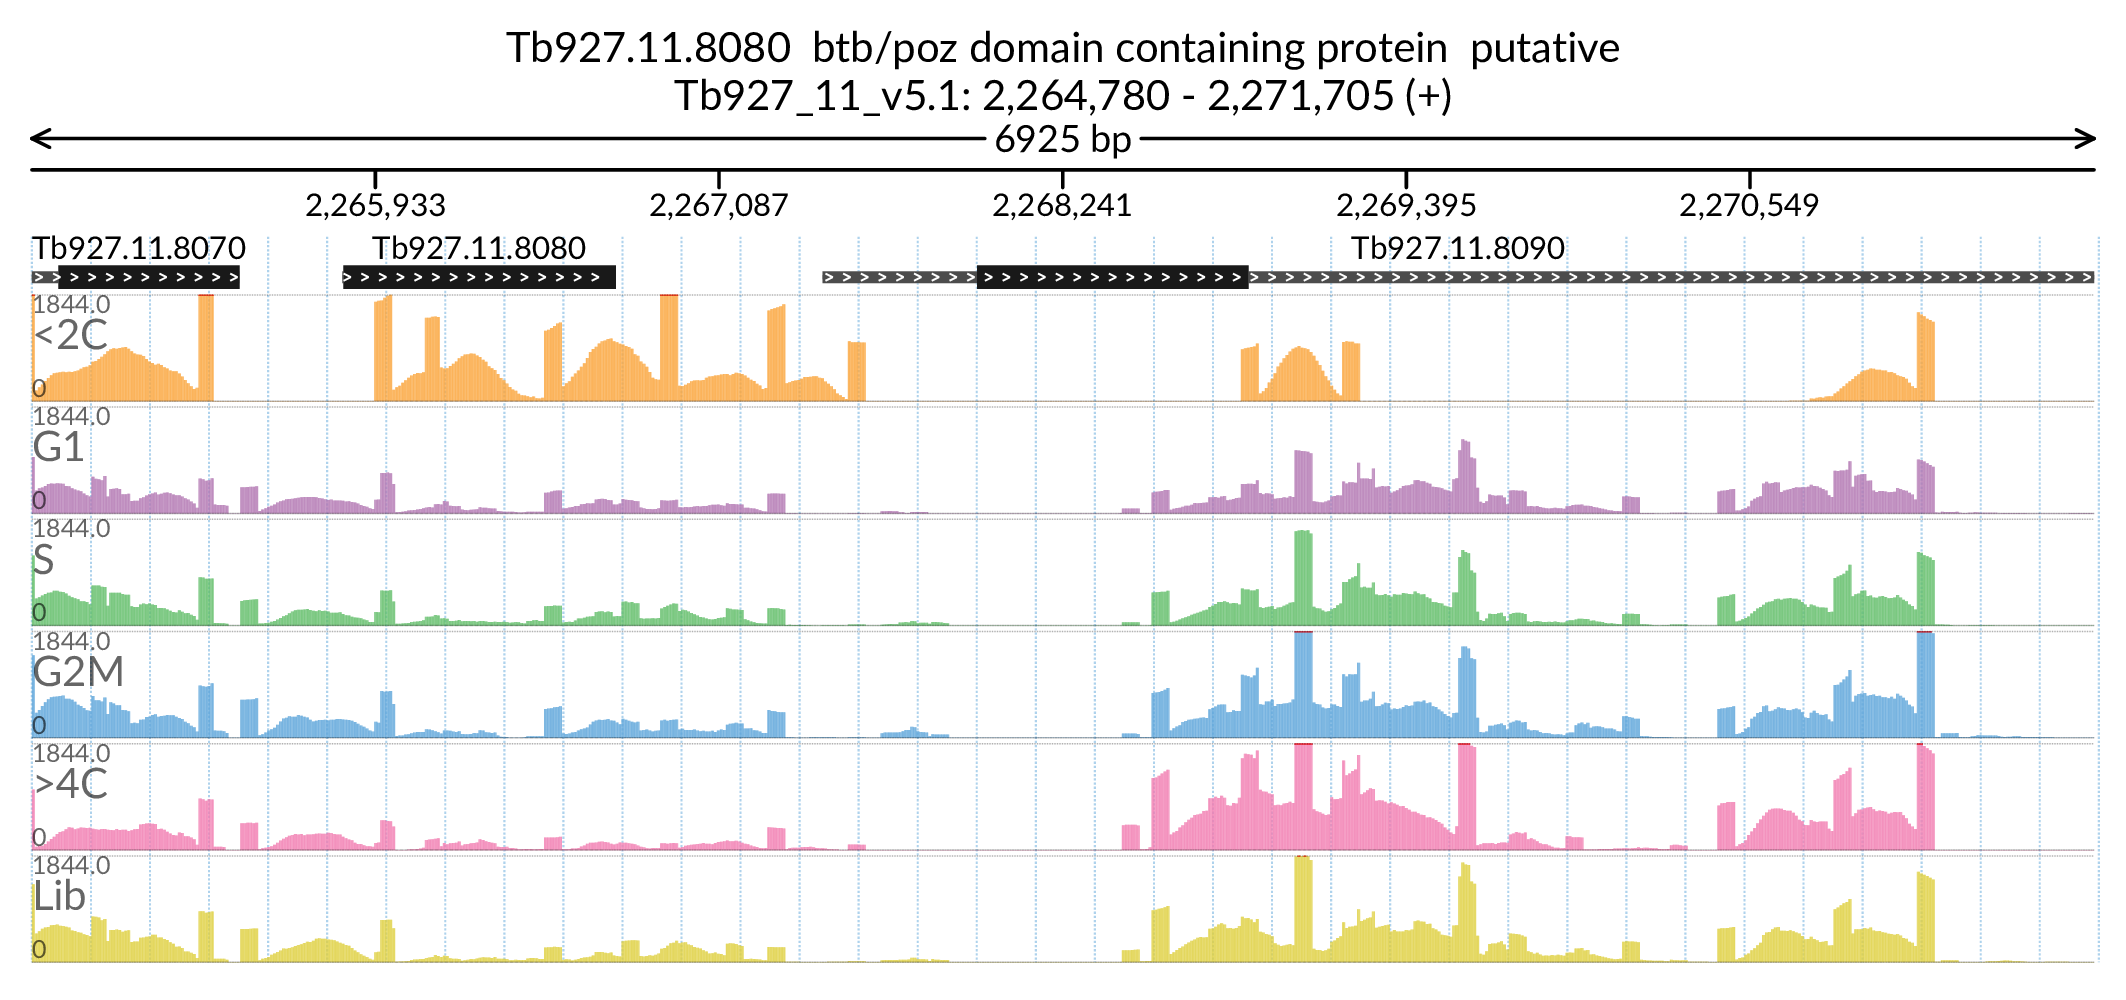 Tb927.11.8080  btb/poz domain containing protein  putative
Tb927_11_v5.1: 2,264,780 - 2,271,705 (+)
6925 bp
2,265,933 2,267,087 2,268,241 2,269,395 2,270,549
Tb927.11.8070 Tb927.11.8080 Tb927.11.8090
1844.0
<2C
0
1844.0
G1
0
1844.0
S
0
1844.0
G2M
0
1844.0
>4C
0
1844.0
Lib
0